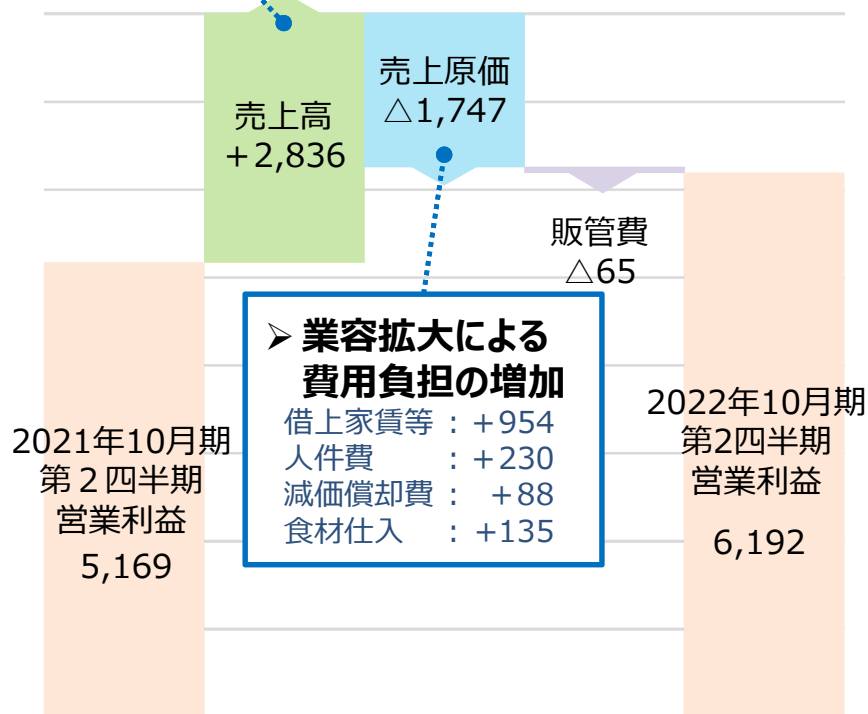 売上高
+2,836
売上原価
△1,747
販管費
△65
➢ 業容拡大による
費用負担の増加
借上家賃等:+954
人件費 :+230
減価償却費: +88
食材仕入 :+135
2021年10月期
第2四半期
営業利益
5,169
2022年10月期
第2四半期
営業利益
6,192